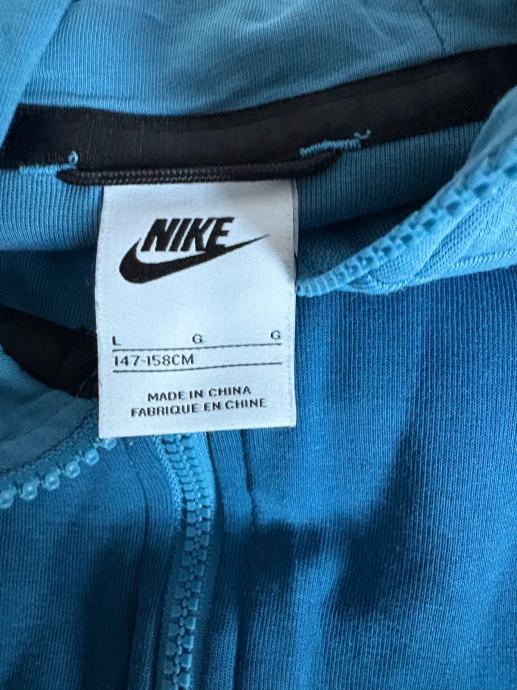 NIKE
L G G
147-158CM
MADE IN CHINA
FABRIQUE EN CHINE